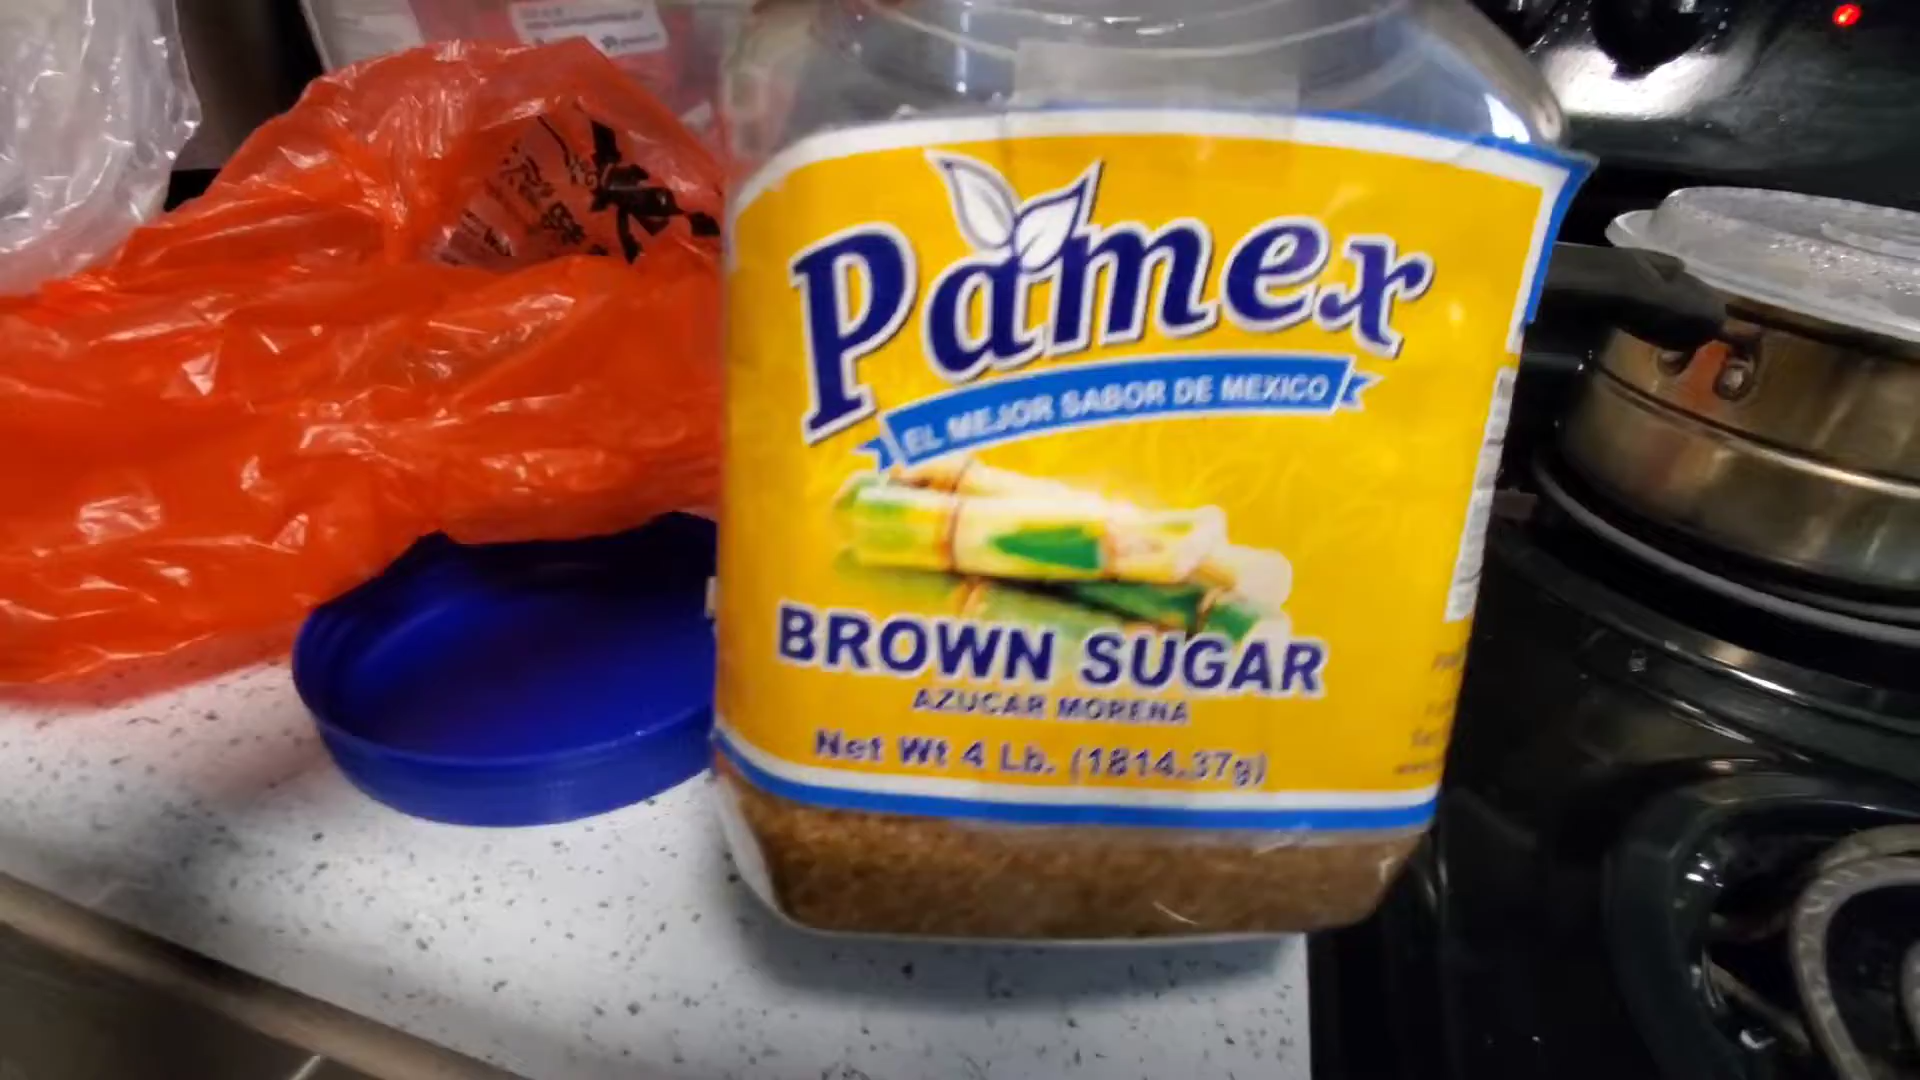 Pamex
EL MEJOR SABOR DE MEXICO
BROWN SUGAR
AZUCAR MORENA
Net Wt 4 Lb. (1814.37g)